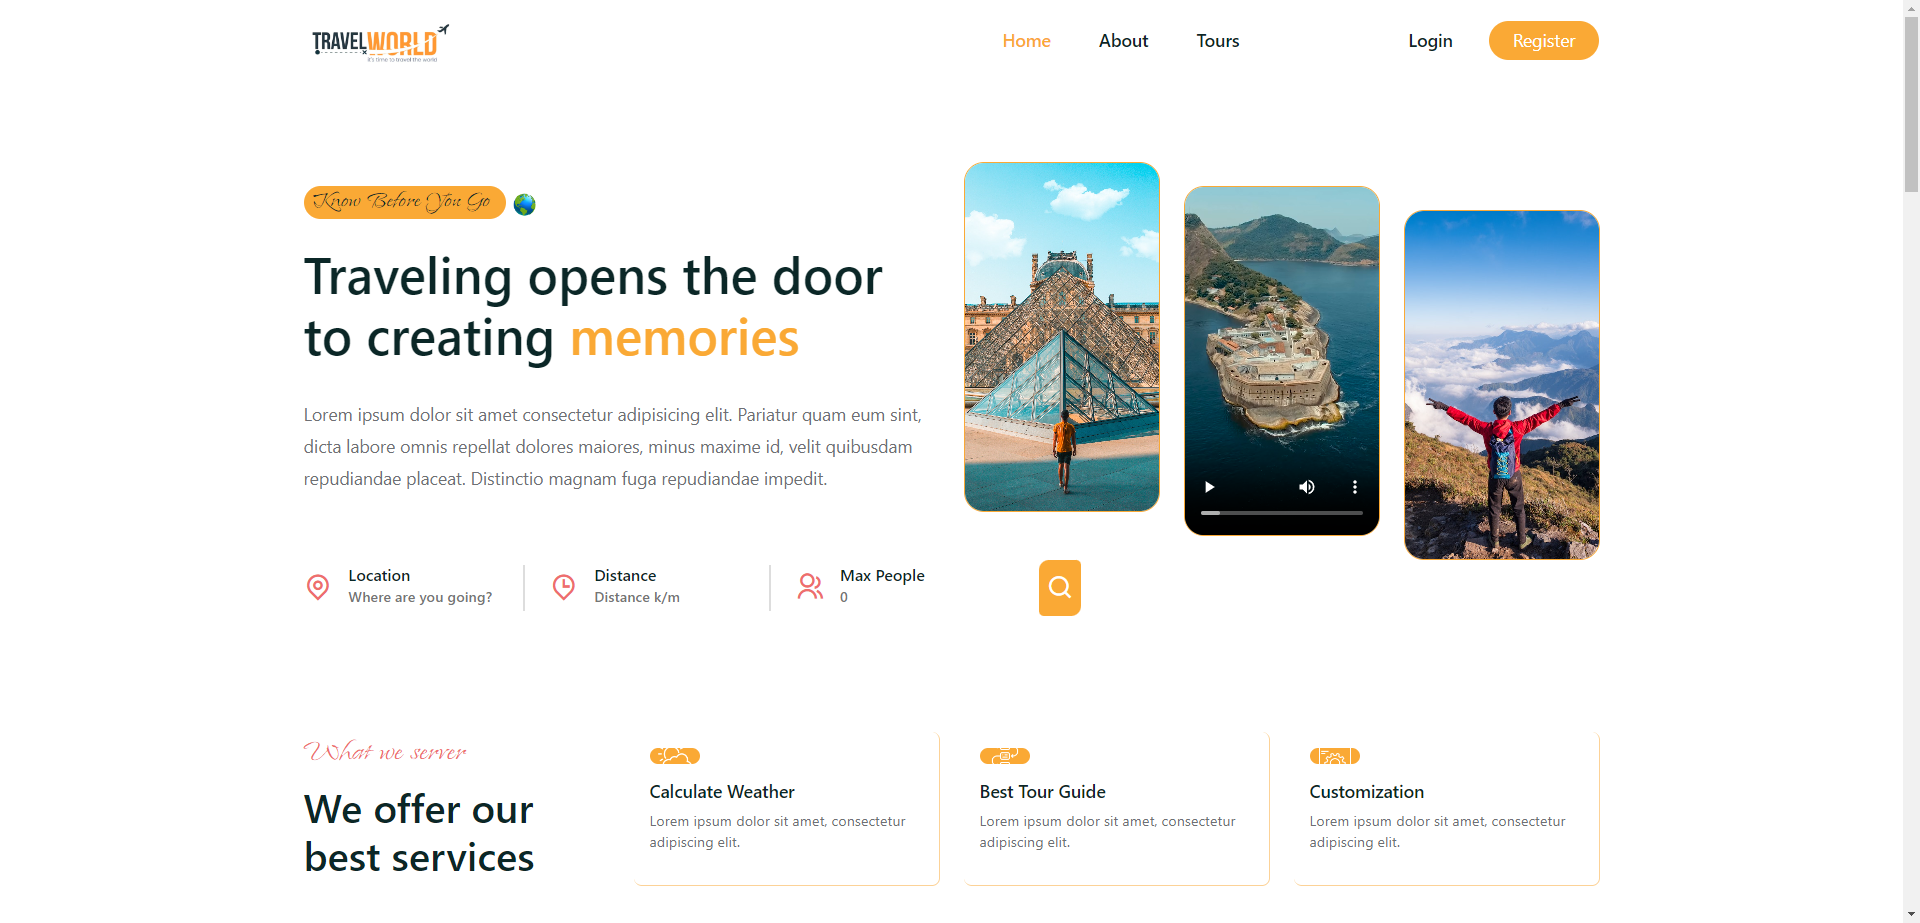 TRAVELWORLD
It's time to travel the world
Home
About
Tours
Login
Register
Know Before You Go
Traveling opens the door
to creating memories
Lorem ipsum dolor sit amet consectetur adipisicing elit. Pariatur quam eum sint,
dicta labore omnis repellat dolores maiores, minus maxime id, velit quibusdam
repudiandae placeat. Distinctio magnam fuga repudiandae impedit.
Location
Where are you going?
Distance
Distance k/m
Max People
0
What we server
We offer our
best services
Calculate Weather
Lorem ipsum dolor sit amet, consectetur
adipiscing elit.
Best Tour Guide
Lorem ipsum dolor sit amet, consectetur
adipiscing elit.
Customization
Lorem ipsum dolor sit amet, consectetur
adipiscing elit.